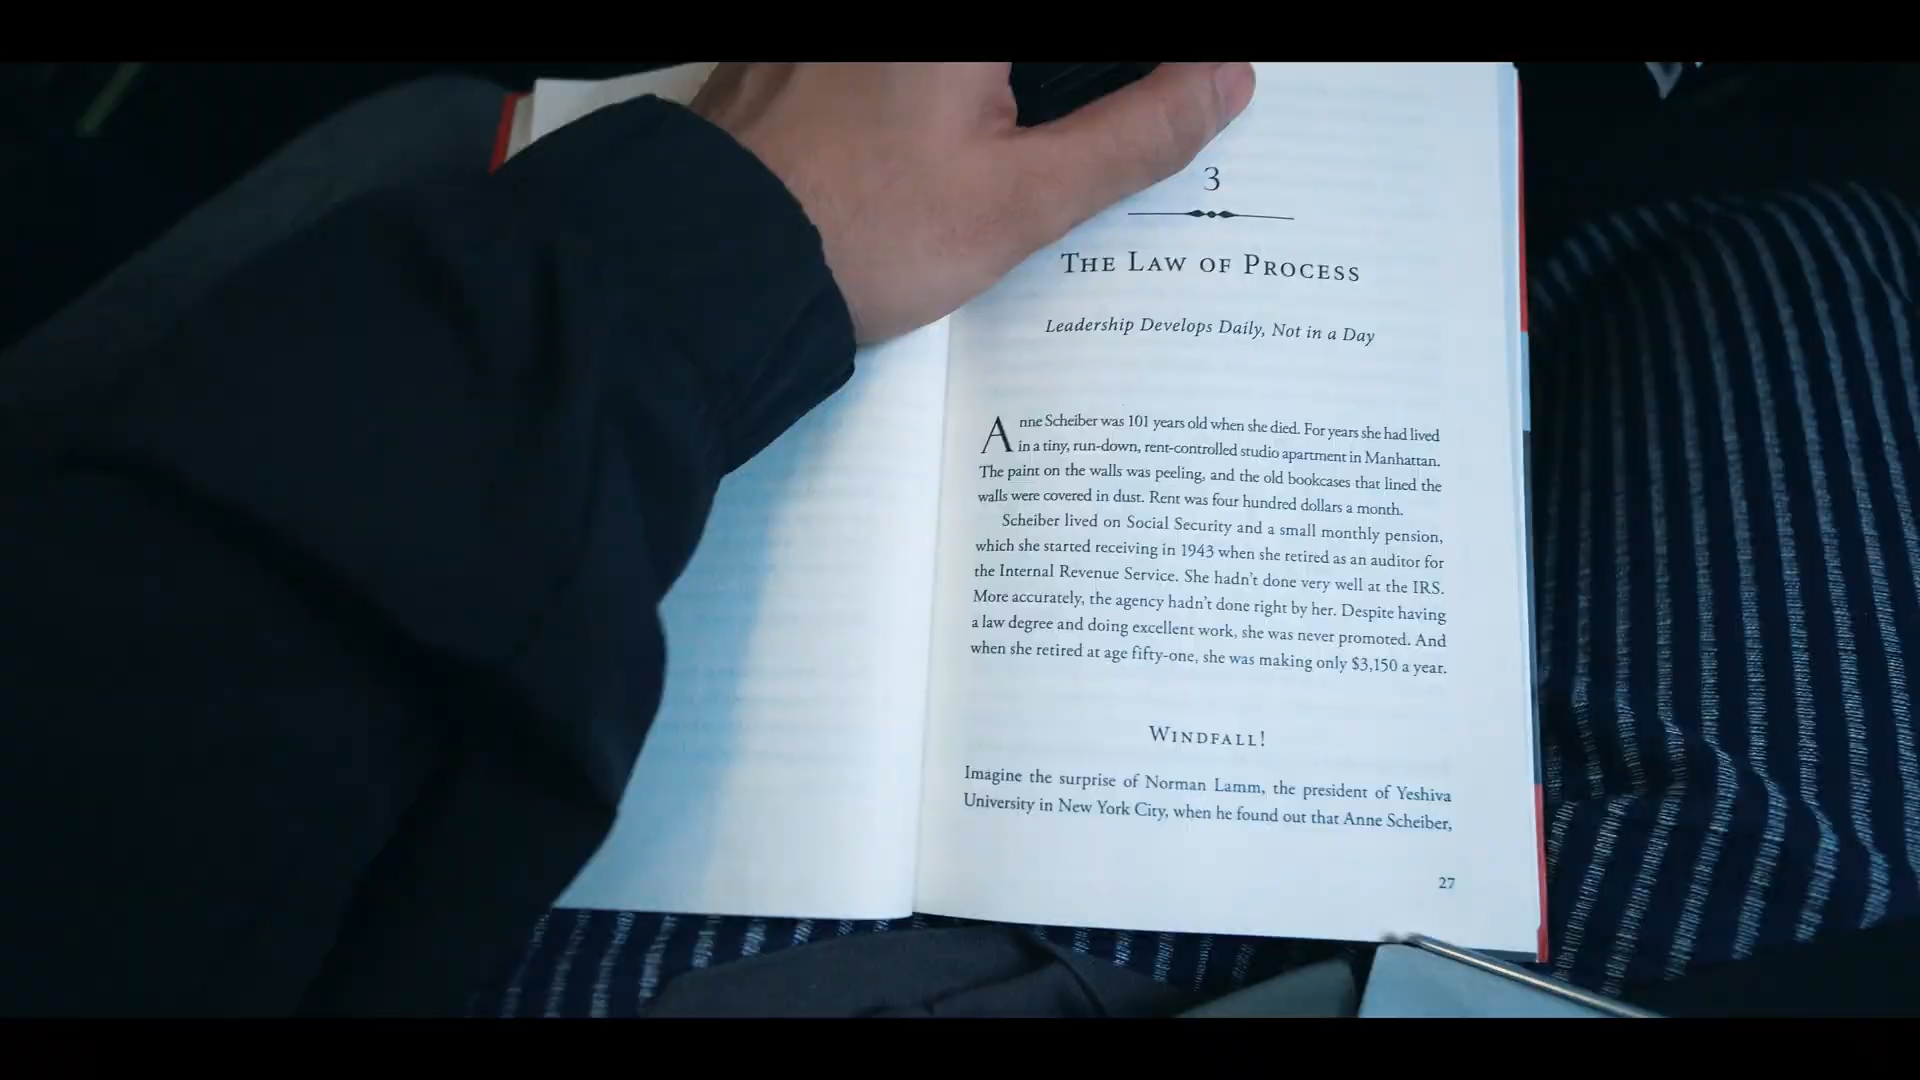 3
The Law of Process
Leadership Develops Daily, Not in a Day
Anne Scheiber was 101 years old when she died. For years she had lived
in a tiny, run-down, rent-controlled studio apartment in Manhattan.
The paint on the walls was peeling, and the old bookcases that lined the
walls were covered in dust. Rent was four hundred dollars a month.
Scheiber lived on Social Security and a small monthly pension,
which she started receiving in 1943 when she retired as an auditor for
the Internal Revenue Service. She hadn't done very well at the IRS.
More accurately, the agency hadn't done right by her. Despite having
a law degree and doing excellent work, she was never promoted. And
when she retired at age fifty-one, she was making only $3,150 a year.
Windfall!
Imagine the surprise of Norman Lamm, the president of Yeshiva
University in New York City, when he found out that Anne Scheiber,
27